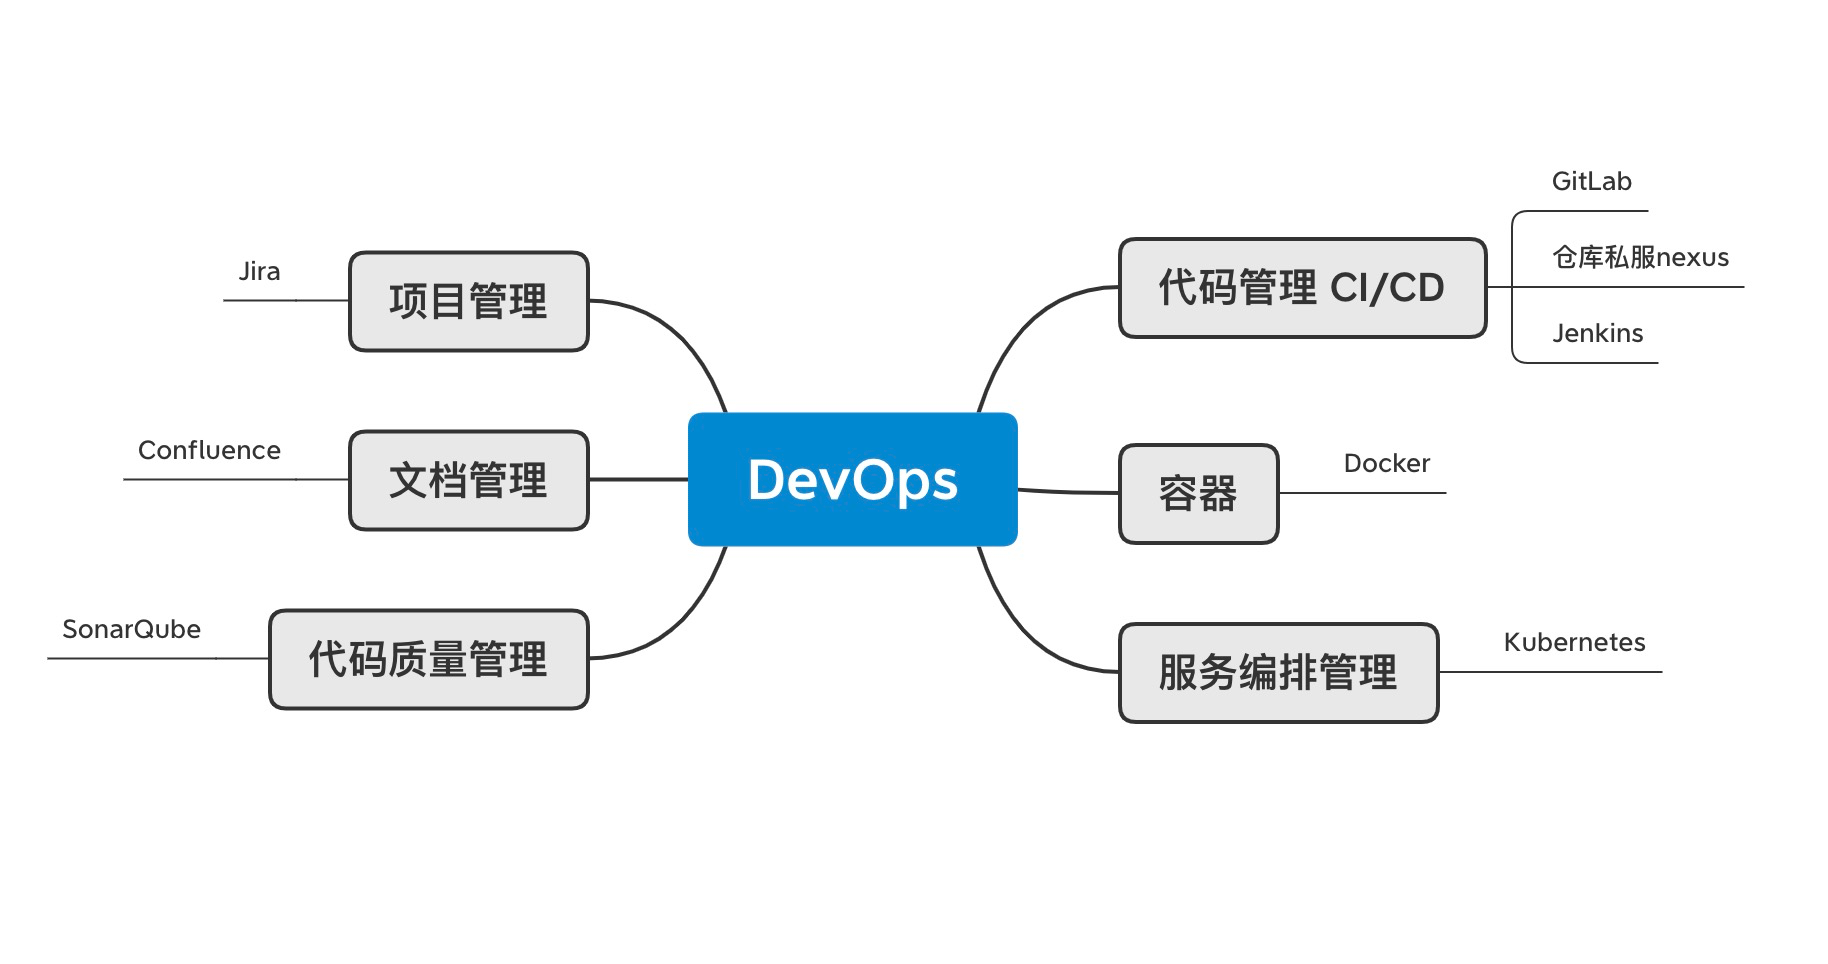 DevOps
代码管理 CI/CD
GitLab
仓库私服nexus
Jenkins
容器
Docker
服务编排管理
Kubernetes
项目管理
Jira
文档管理
Confluence
代码质量管理
SonarQube